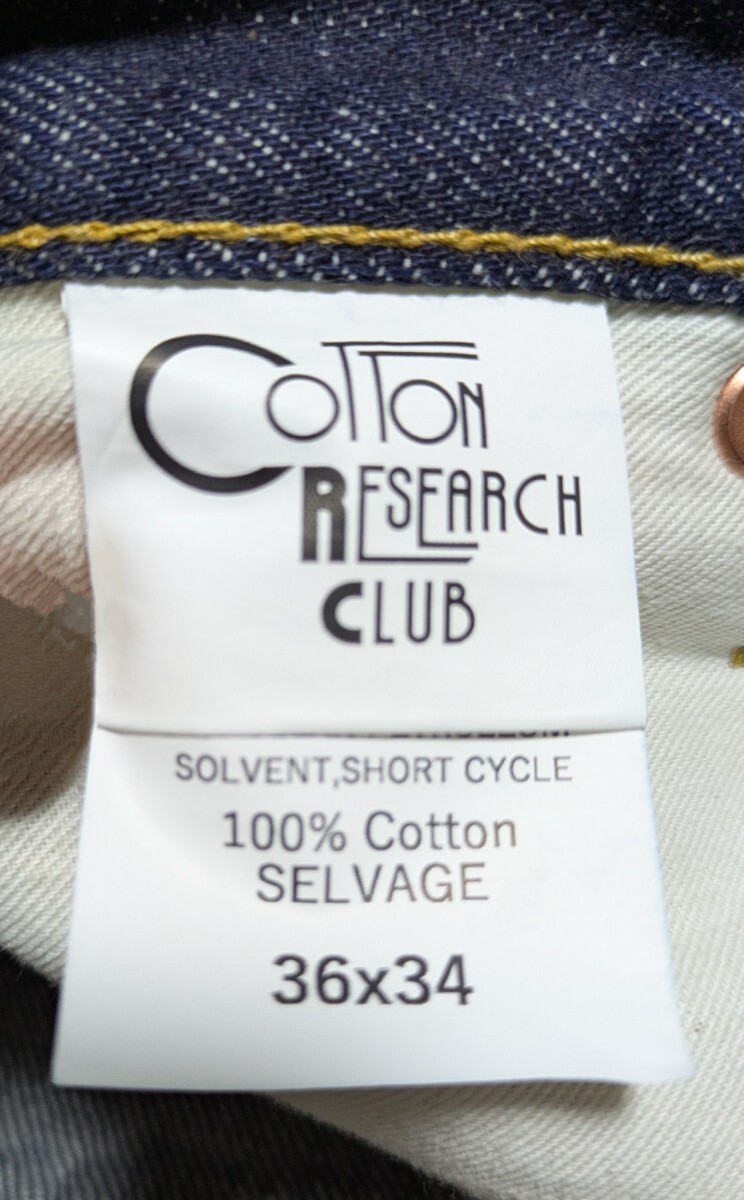 COTTON
RESEARCH
CLUB
SOLVENT,SHORT CYCLE
100% Cotton
SELVAGE
36x34